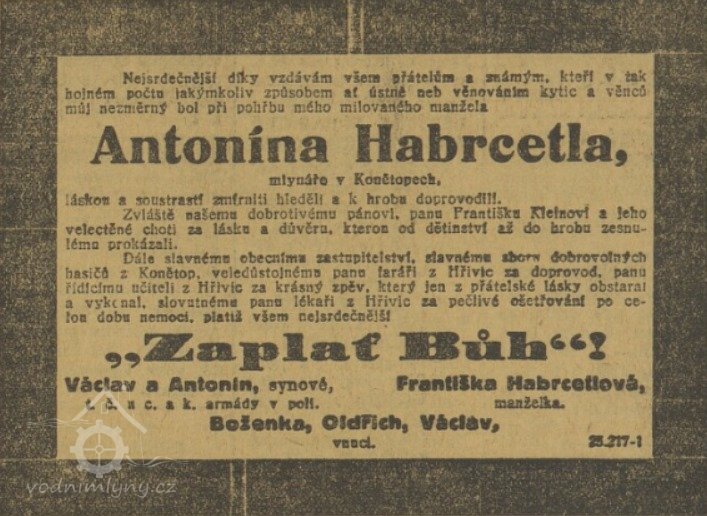 Nejsrdečnější díky vzdávám všem přátelům a známým, kteří v tak
hojném počtu jakýmkoliv způsobem ať ústně neb věnováním kytic a věnců
můj nezměrný bol při pohřbu mého milovaného manžela
Antonína Habrcetla,
mlynáře v Konětopech,
láskou a soustrastí zmírniti hleděli a k hrobu doprovodili.
Zvláště našemu dobrotivému pánovi, panu Františku Kleinovi a jeho
velectěné choti za lásku a důvěru, kterou od dětinství až do hrobu zesnu-
lému prokázali.
Dále slavnému obecnímu zastupitelství, slavnému sboru dobrovolných
hasičů z Konětop, veledůstojnému panu faráři z Hřivic za doprovod, panu
řídícímu učiteli z Hřivic za krásný zpěv, který jen z přátelské lásky obstaral
a vykonal, slovutnému panu lékaři z Hřivic za pečlivé ošetřování po ce-
lou dobu nemoci, platiž všem nejsrdečnější
„Zaplať Bůh“!
Václav a Antonín, synové,
t. č. u c. a k. armády v poli.
Františka Habrcetlová,
manželka.
Boženka, Oldřich, Václav,
vnuci.
25.217-1
vodnimlyny.cz